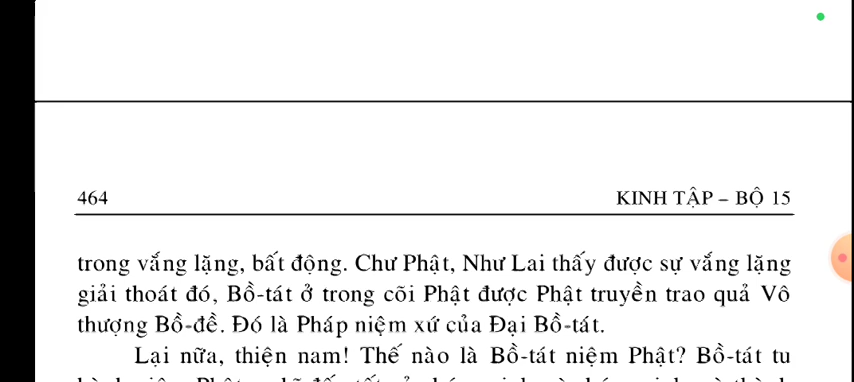 464 KINH TẬP – BỘ 15
trong vắng lặng, bất động. Chư Phật, Như Lai thấy được sự vắng lặng
giải thoát đó, Bồ-tát ở trong cõi Phật được Phật truyền trao quả Vô
thượng Bồ-đề. Đó là Pháp niệm xứ của Đại Bồ-tát.
Lại nữa, thiện nam! Thế nào là Bồ-tát niệm Phật? Bồ-tát tu